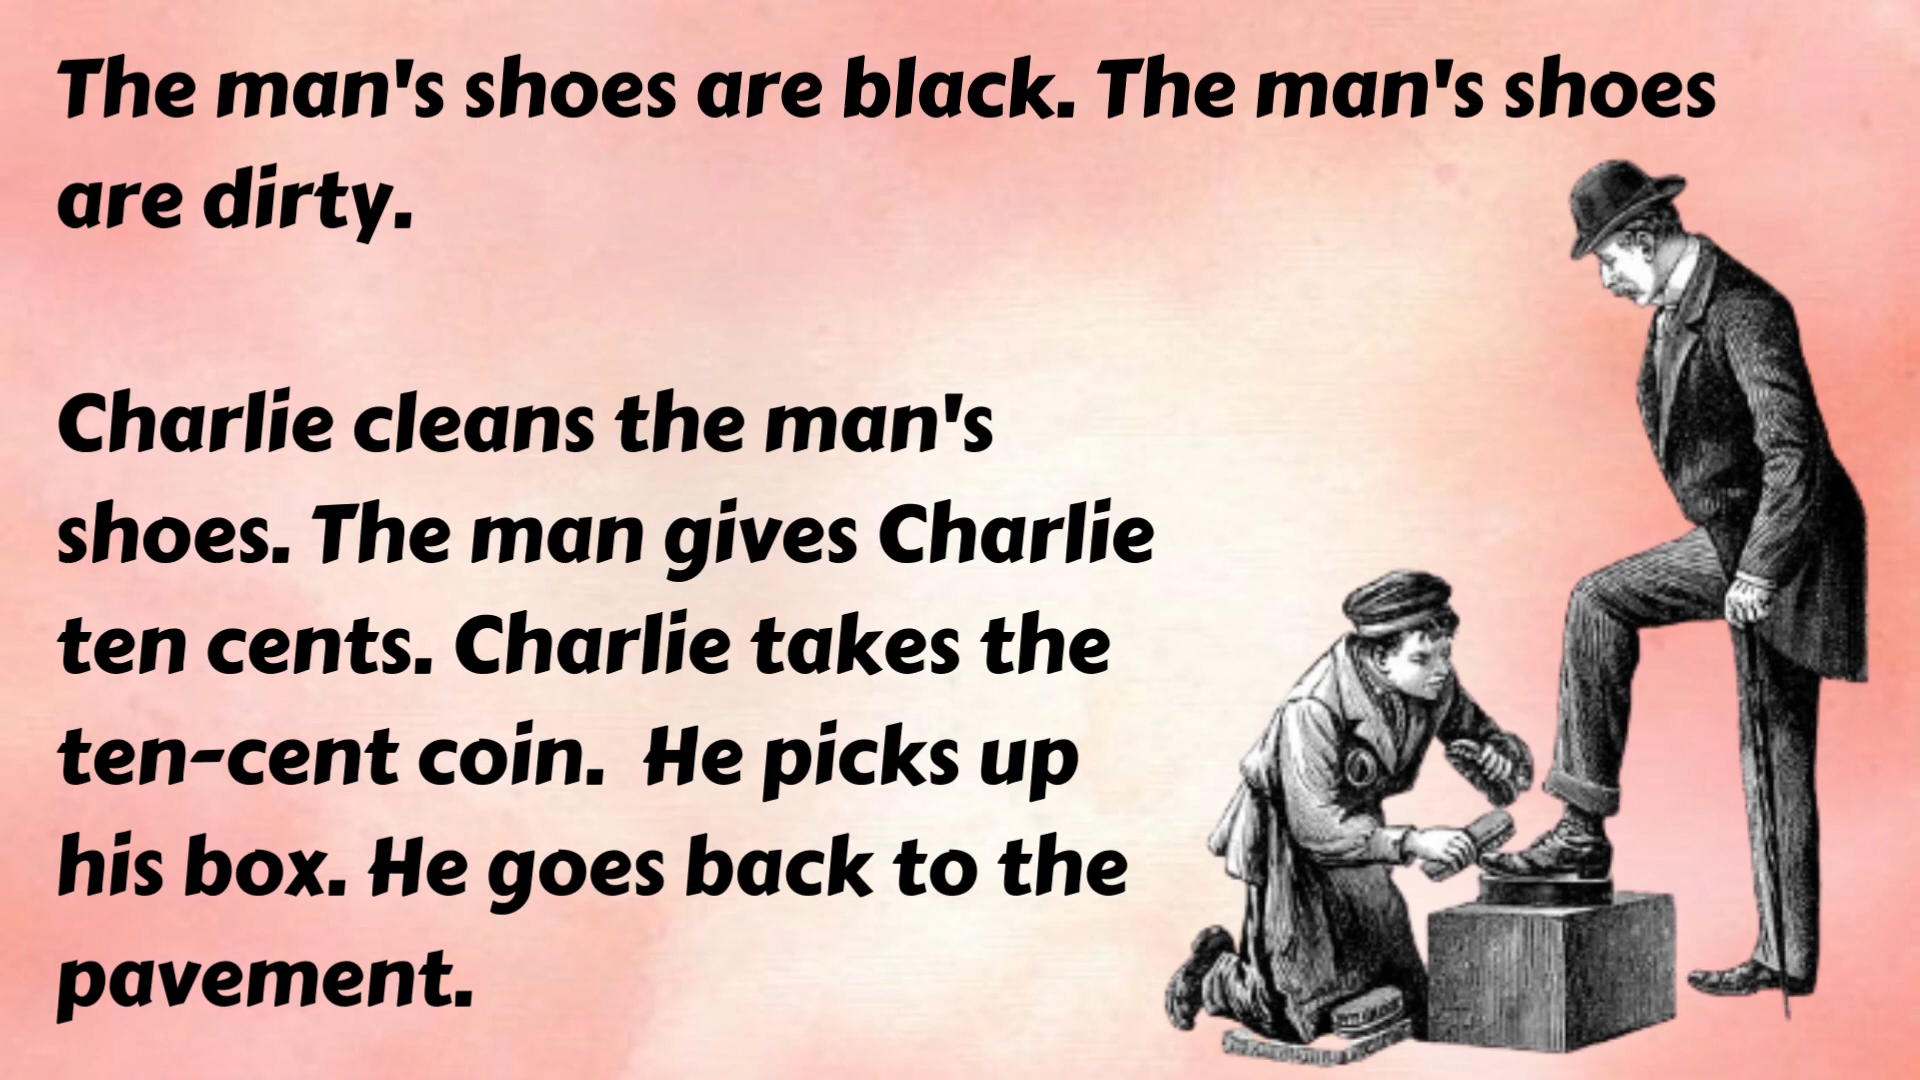 The man's shoes are black. The man's shoes
are dirty.
Charlie cleans the man's
shoes. The man gives Charlie
ten cents. Charlie takes the
ten-cent coin.  He picks up
his box. He goes back to the
pavement.